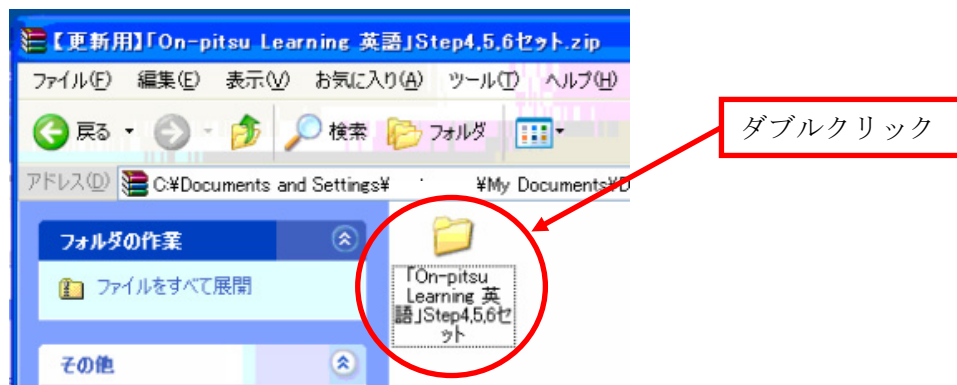 【更新用】「On-pitsu Learning 英語」Step4,5,6セット.zip
ファイル(F) 編集(E) 表示(V) お気に入り(A) ツール(T) ヘルプ(H)
戻る 検索 フォルダ
ダブルクリック
アドレス(D) C:¥Documents and Settings¥ ¥My Documents¥D
フォルダの作業
ファイルをすべて展開
「On-pitsu
Learning 英
語」Step4,5,6セ
ット
その他